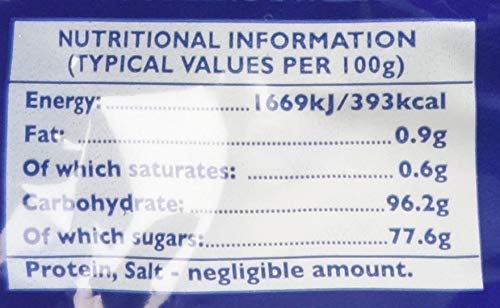 NUTRITIONAL INFORMATION
(TYPICAL VALUES PER 100g)
Energy:..........................1669kJ/393kcal
Fat: ..............................................0.9g
Of which saturates: ..........................0.6g
Carbohydrate: ...............................96.2g
Of which sugars:..............................77.6g
Protein, Salt - negligible amount.